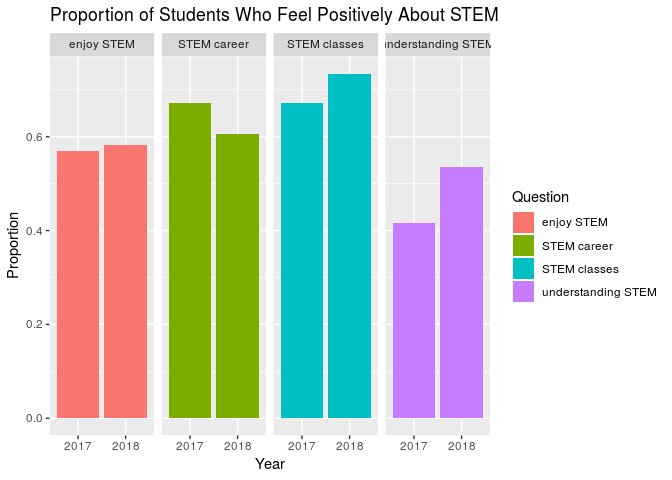 Proportion of Students Who Feel Positively About STEM
enjoy STEM
STEM career
STEM classes
understanding STEM
Proportion
0.6
0.4
0.2
0.0
2017
2018
2017
2018
2017
2018
2017
2018
Year
Question
enjoy STEM
STEM career
STEM classes
understanding STEM